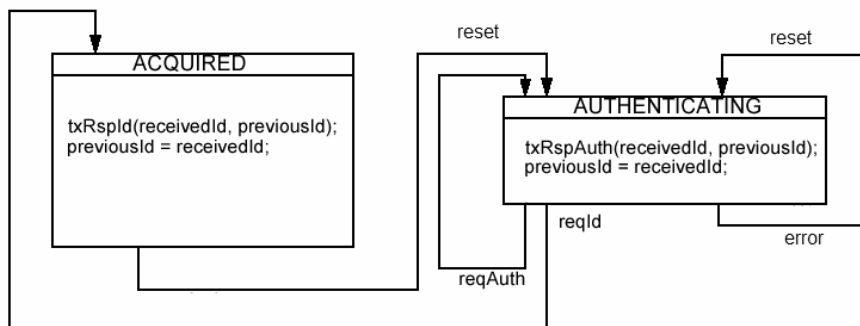 reset
reset
ACQUIRED
AUTHENTICATING
txRspId(receivedId, previousId);
previousId = receivedId;
txRspAuth(receivedId, previousId);
previousId = receivedId;
reqId
error
reqAuth